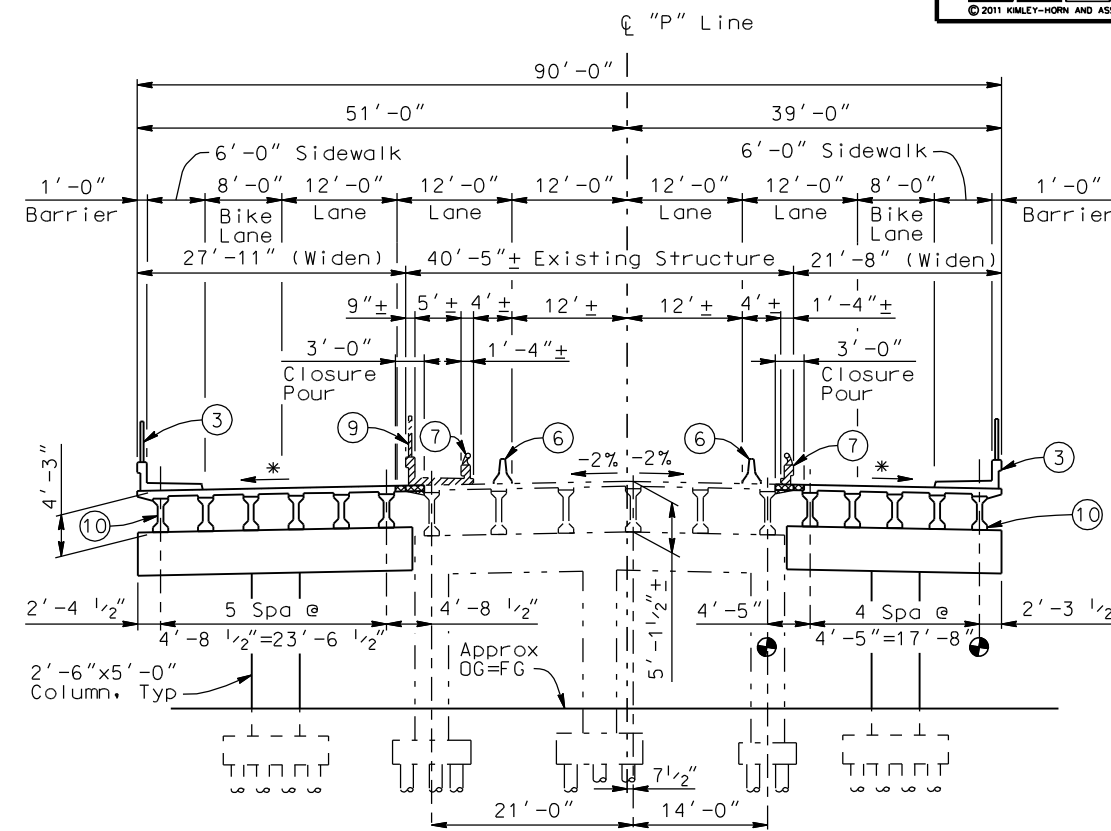 © 2011 KIMLEY-HORN AND ASS
℄ "P" Line
90'-0"
51'-0" 39'-0"
6'-0" Sidewalk 6'-0" Sidewalk
1'-0" 8'-0" 12'-0" 12'-0" 12'-0" 12'-0" 12'-0" 8'-0" 1'-0"
Barrier Bike Lane Lane Lane Lane Bike Barrier
Lane Lane
27'-11" (Widen) 40'-5"± Existing Structure 21'-8" (Widen)
9"± 5'± 4'± 12'± 12'± 4'± 1'-4"±
3'-0" 1'-4"± 3'-0"
Closure Closure
Pour Pour
3
9 7 6 6 7
3
-2% -2%
* *
4'-3"
10 10
2'-4 1/2" 5 Spa @ 4'-8 1/2" 4'-5" 4 Spa @ 2'-3 1/2
4'-8 1/2"=23'-6 1/2" 4'-5"=17'-8"
5'-1 1/2"±
2'-6"x5'-0"
Column, Typ
Approx
OG=FG
7 1/2"
21'-0" 14'-0"